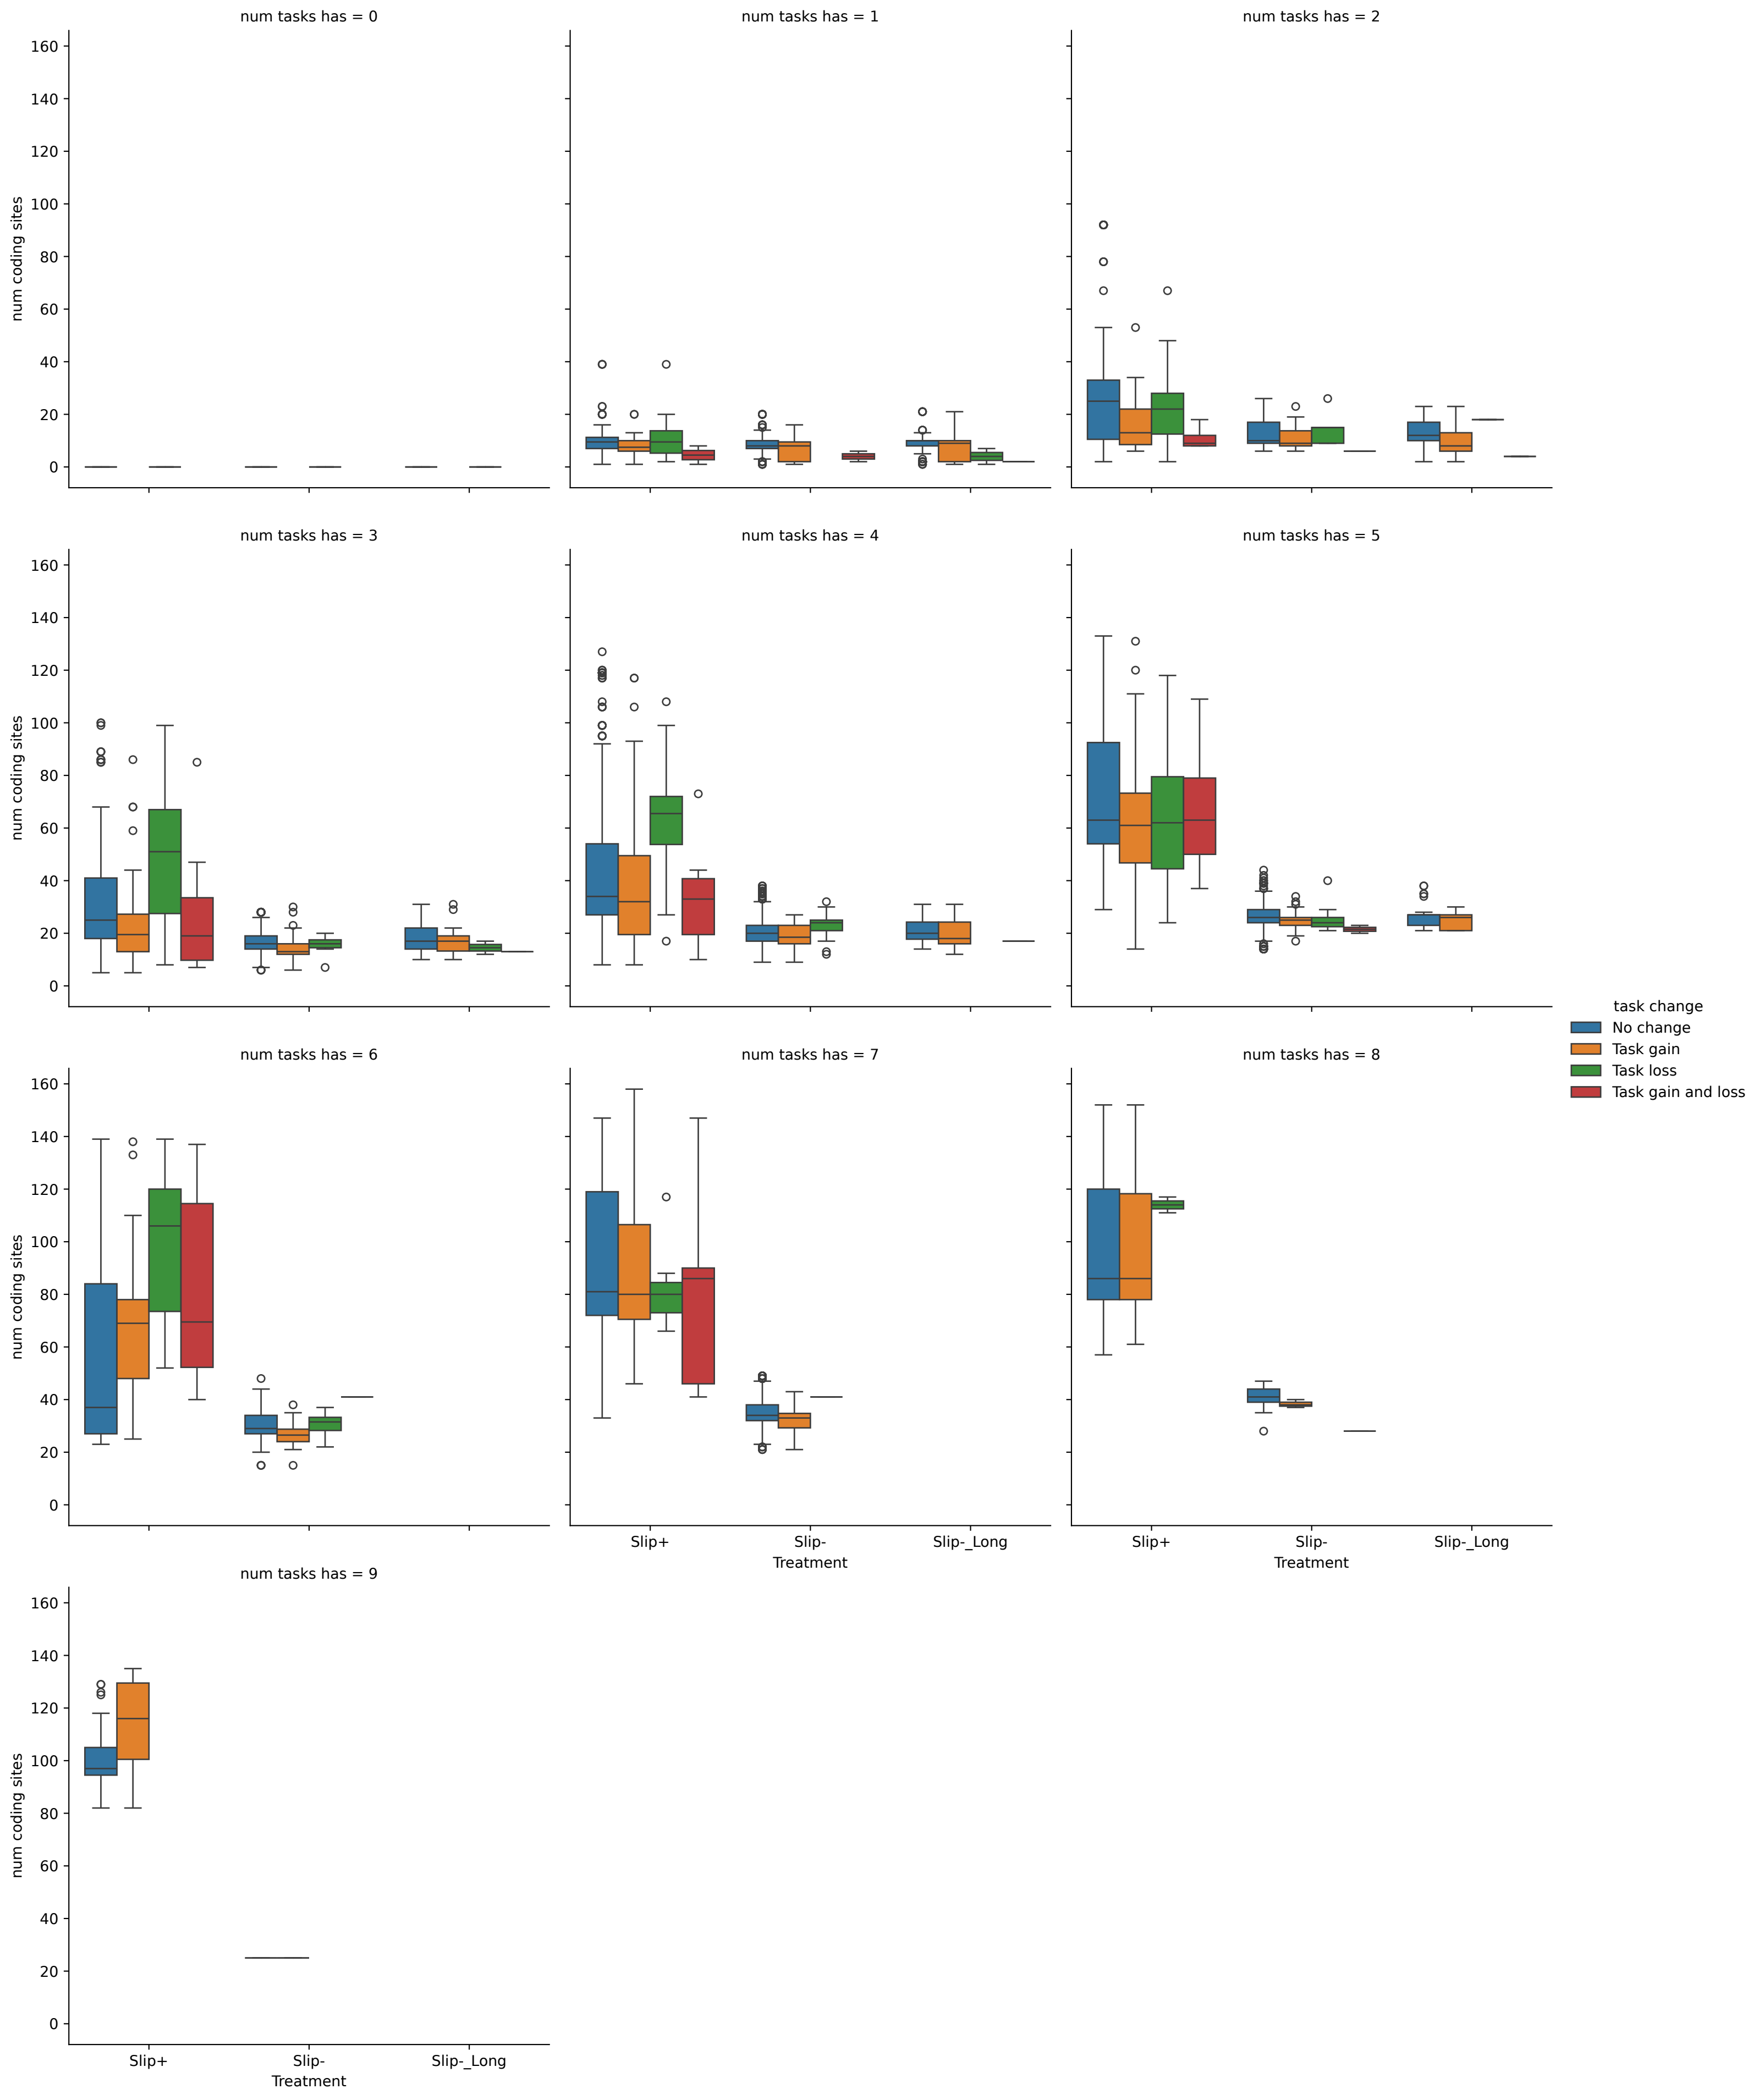 num tasks has = 0
num tasks has = 1
num tasks has = 2
160
140
120
100
80
60
40
20
0
num coding sites
num tasks has = 3
num tasks has = 4
num tasks has = 5
160
140
120
100
80
60
40
20
0
num coding sites
task change
No change
Task gain
Task loss
Task gain and loss
num tasks has = 6
num tasks has = 7
num tasks has = 8
160
140
120
100
80
60
40
20
0
num coding sites
Slip+
Slip-
Slip-_Long
Treatment
Slip+
Slip-
Slip-_Long
Treatment
num tasks has = 9
160
140
120
100
80
60
40
20
0
num coding sites
Slip+
Slip-
Slip-_Long
Treatment